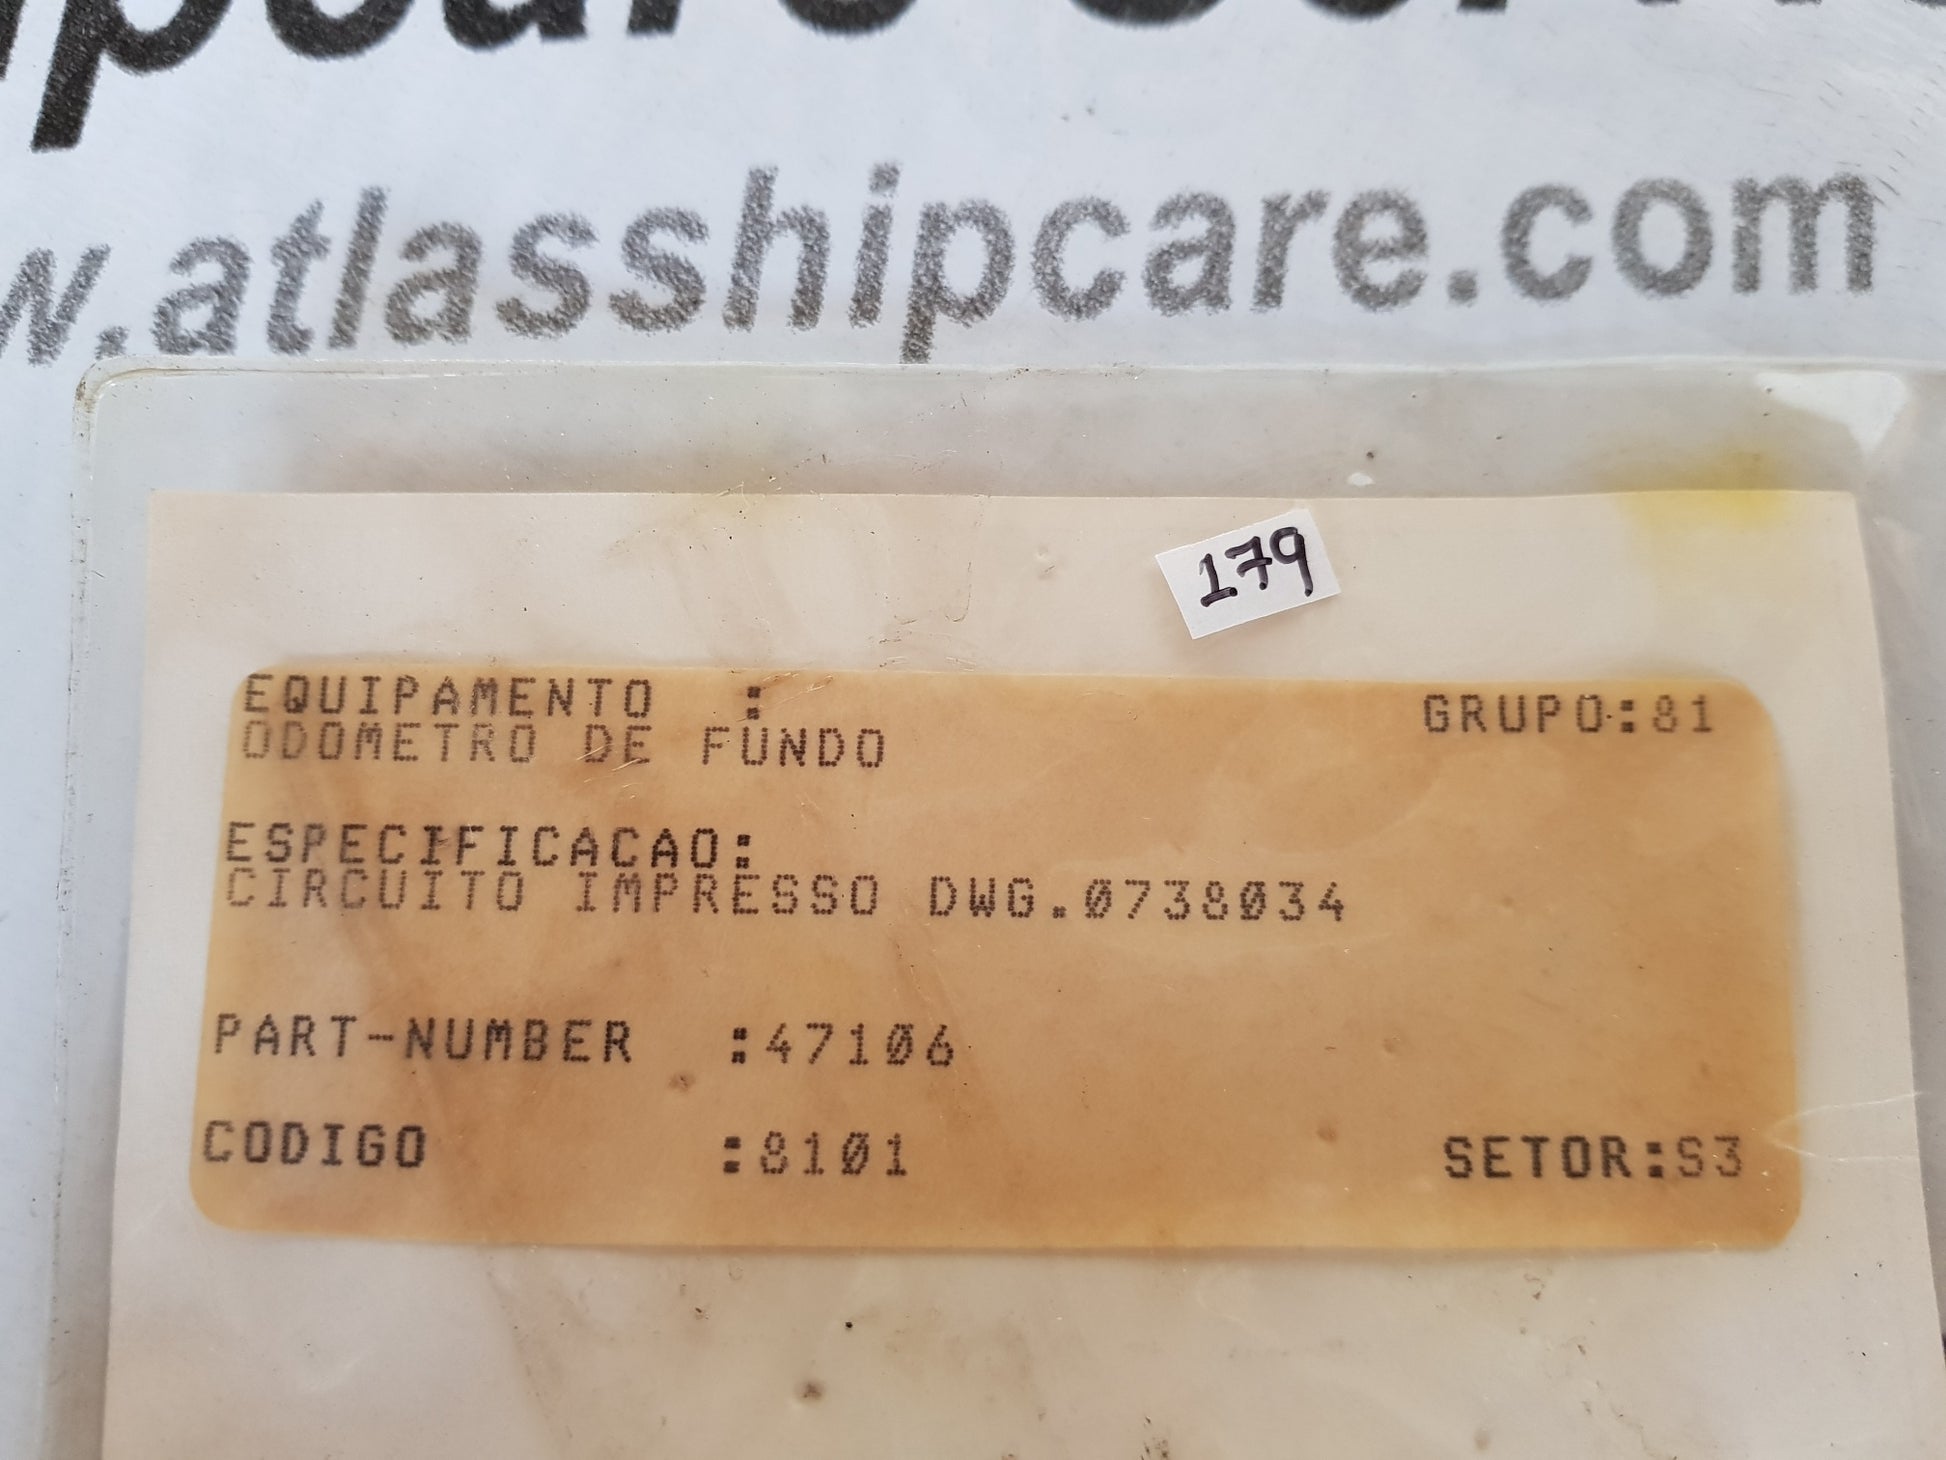 w.atlasshipcare.com
179
EQUIPAMENTO : GRUPO:81
ODOMETRO DE FUNDO
ESPECIFICACAO:
CIRCUITO IMPRESSO DWG.0738034
PART-NUMBER :47106
CODIGO :8101 SETOR:S3